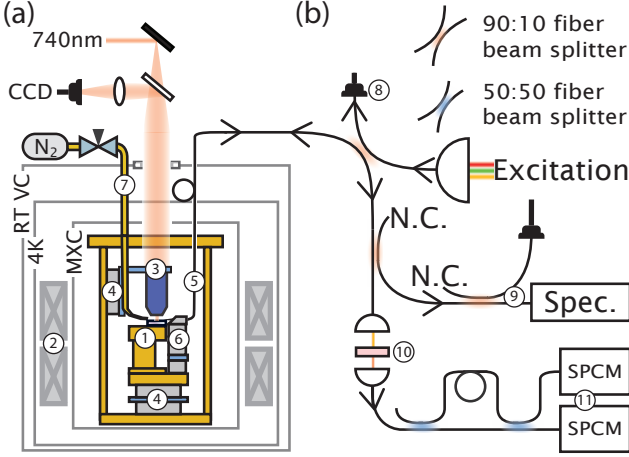 (a)
740nm
CCD
N2
RT VC
4K
MXC
7
3
5
4
2
1
6
4
(b)
90:10 fiber
beam splitter
50:50 fiber
beam splitter
8
Excitation
N.C.
N.C.
9
Spec.
10
SPCM
11
SPCM